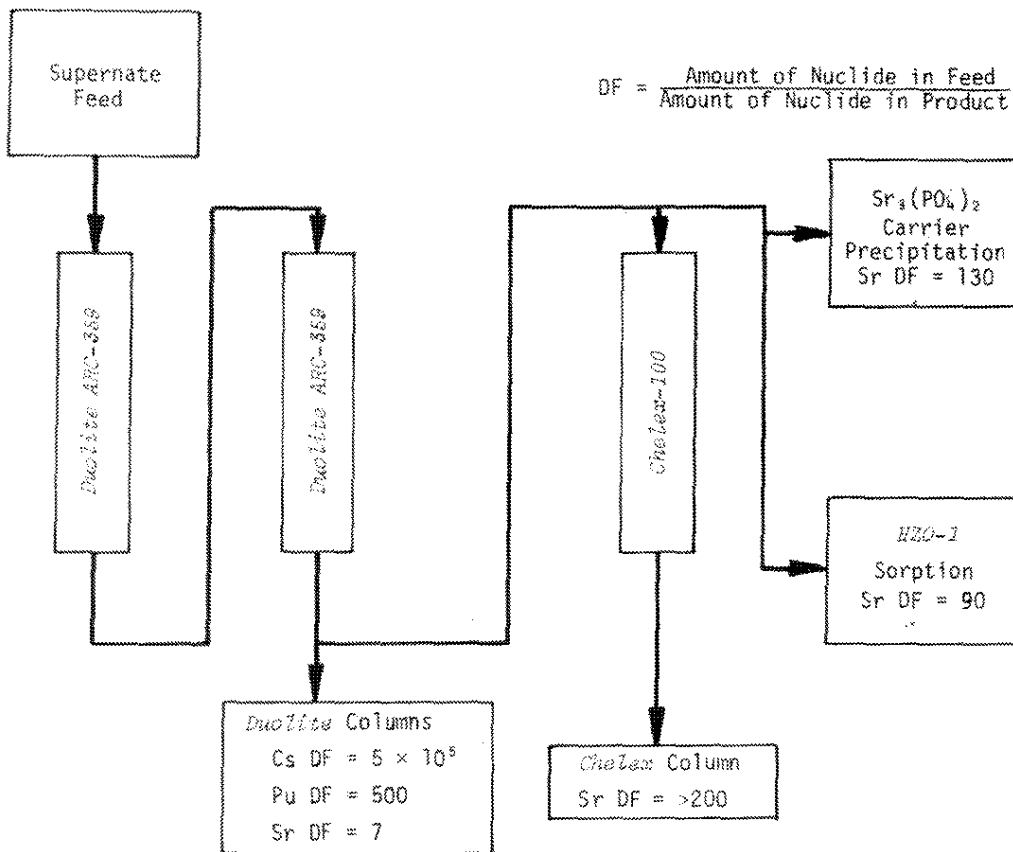 Supernate
Feed
DF = Amount of Nuclide in Feed
Amount of Nuclide in Product
Sr₃(PO₄)₂
Carrier
Precipitation
Sr DF = 130
Duolite ARC-359
Duolite ARC-359
Chelex-100
HZO-1
Sorption
Sr DF = 90
Duolite Columns
Cs DF = 5 × 10⁵
Pu DF = 500
Sr DF = 7
Chelex Column
Sr DF = >200